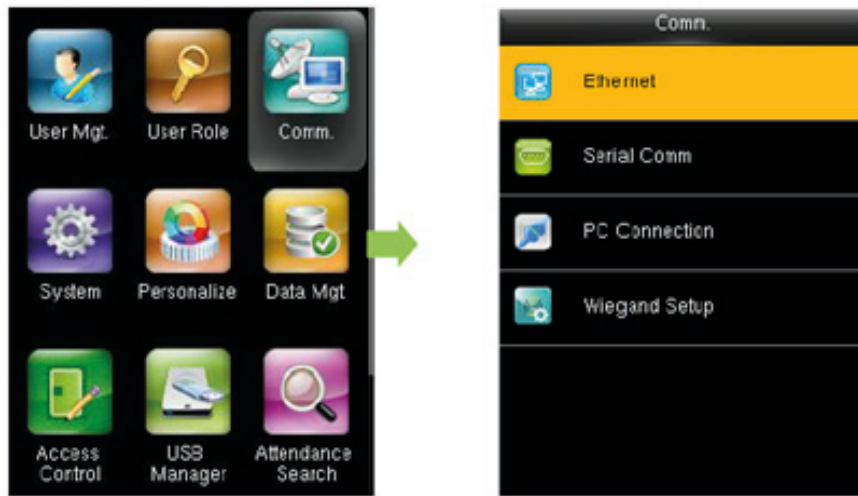 User Mgt.
User Role
Comm.
System
Personalize
Data Mgt
Access
Control
USB
Manager
Attendance
Search
Comm.
Ethernet
Serial Comm
PC Connection
Wiegand Setup